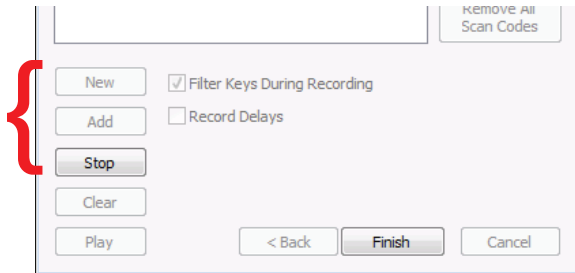 Remove All
Scan Codes
New
Filter Keys During Recording
Add
Record Delays
Stop
Clear
Play
< Back
Finish
Cancel